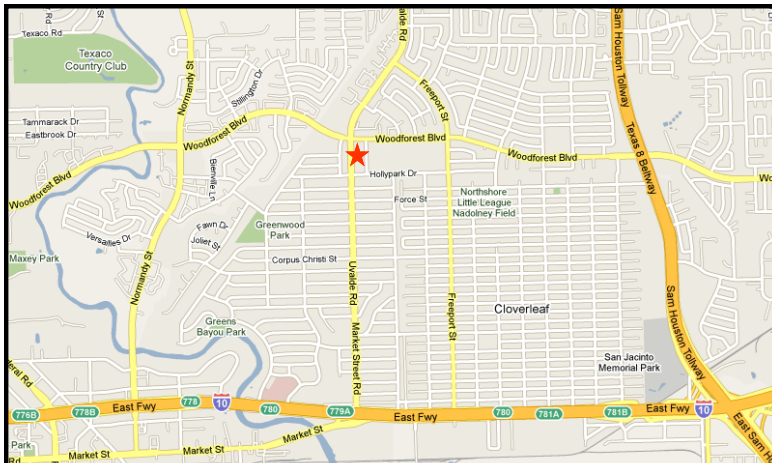 Texaco Rd
Texaco
Country Club
Tammarack Dr
Eastbrook Dr
Woodforest Blvd
Normandy St
Stillington Dr
Uvalde Rd
Freeport St
Woodforest Blvd
Woodforest Blvd
Woodforest Blvd
Sam Houston Tollway
Texas 8 Beltway
Bienville Ln
Hollypark Dr
Force St
Northshore
Little League
Nadolney Field
Versailles Dr
Fawn Dr
Joliet St
Greenwood
Park
Corpus Christi St
Maxey Park
Normandy St
Uvalde Rd
Freeport St
Sam Houston Tollway
Cloverleaf
Greens
Bayou Park
Market Street Rd
San Jacinto
Memorial Park
776B
778B
778
10
780
779A
780
781A
781B
10
East Fwy
East Fwy
East Fwy
East Sam
Market St
Market St
Park